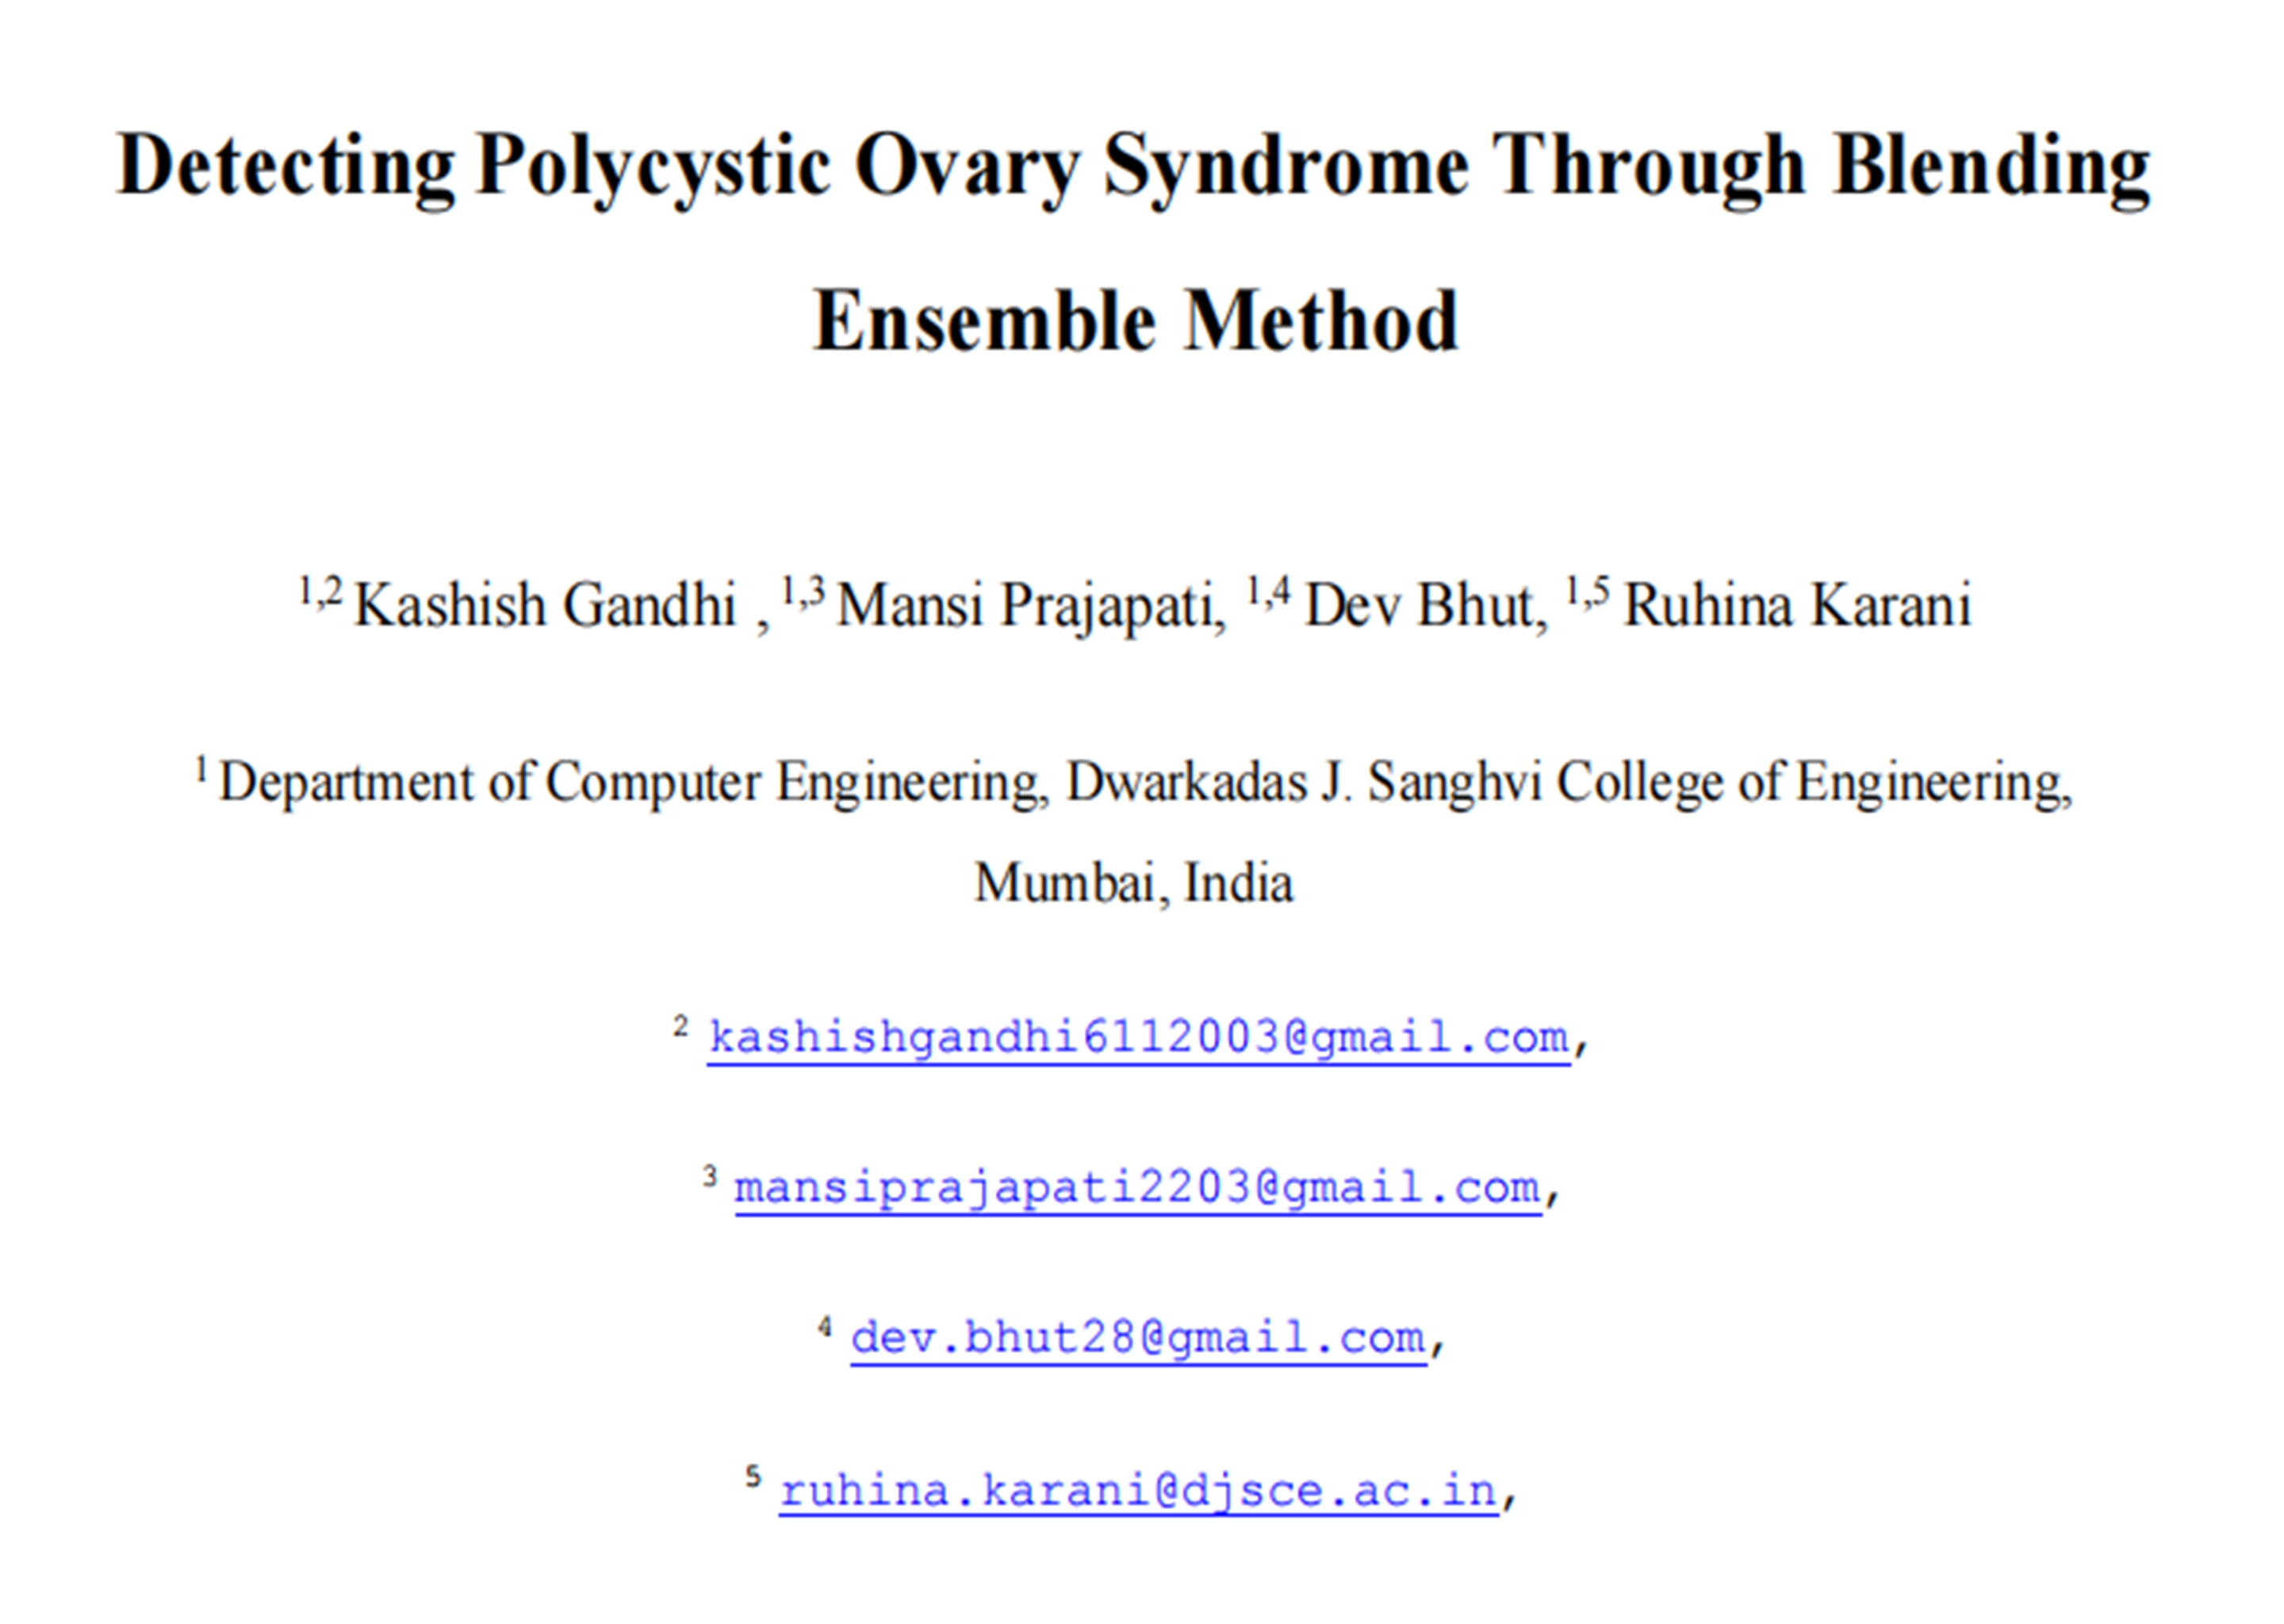 Detecting Polycystic Ovary Syndrome Through Blending
Ensemble Method
1,2 Kashish Gandhi , 1,3 Mansi Prajapati, 1,4 Dev Bhut, 1,5 Ruhina Karani
1 Department of Computer Engineering, Dwarkadas J. Sanghvi College of Engineering,
Mumbai, India
2 kashishgandhi6112003@gmail.com,
3 mansiprajapati2203@gmail.com,
4 dev.bhut28@gmail.com,
5 ruhina.karani@djsce.ac.in,